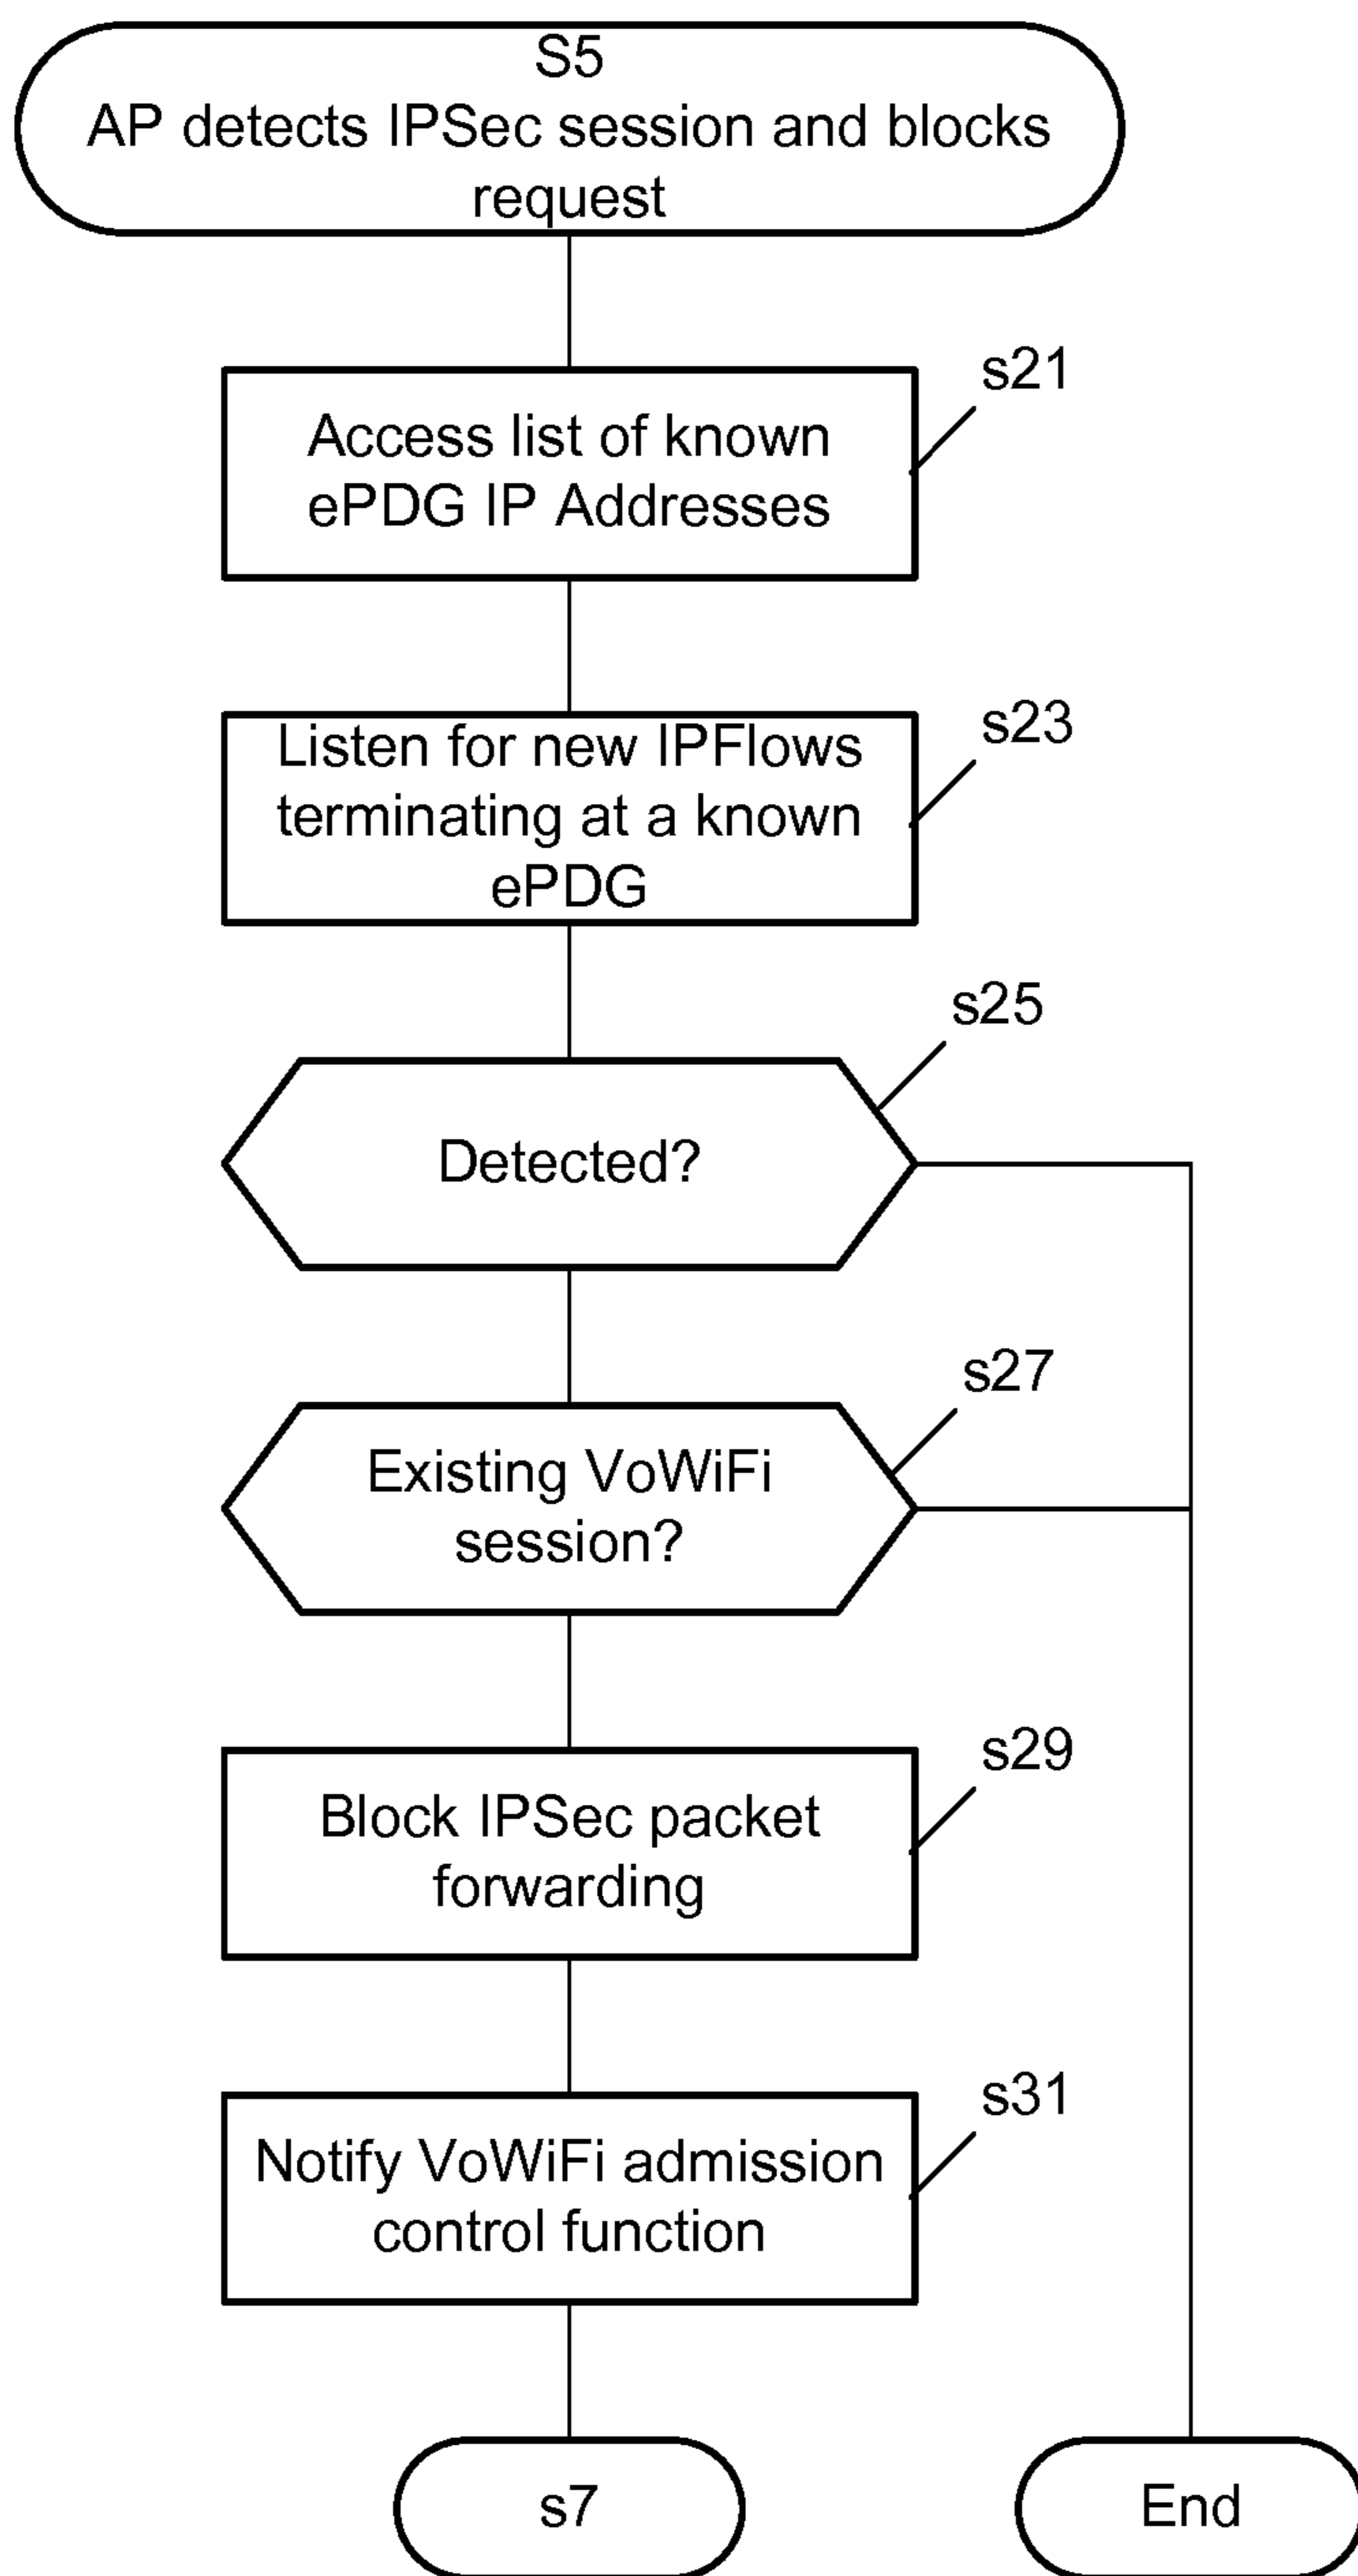 S5
AP detects IPSec session and blocks
request
s21
Access list of known
ePDG IP Addresses
s23
Listen for new IPFlows
terminating at a known
ePDG
s25
Detected?
s27
Existing VoWiFi
session?
s29
Block IPSec packet
forwarding
s31
Notify VoWiFi admission
control function
s7
End